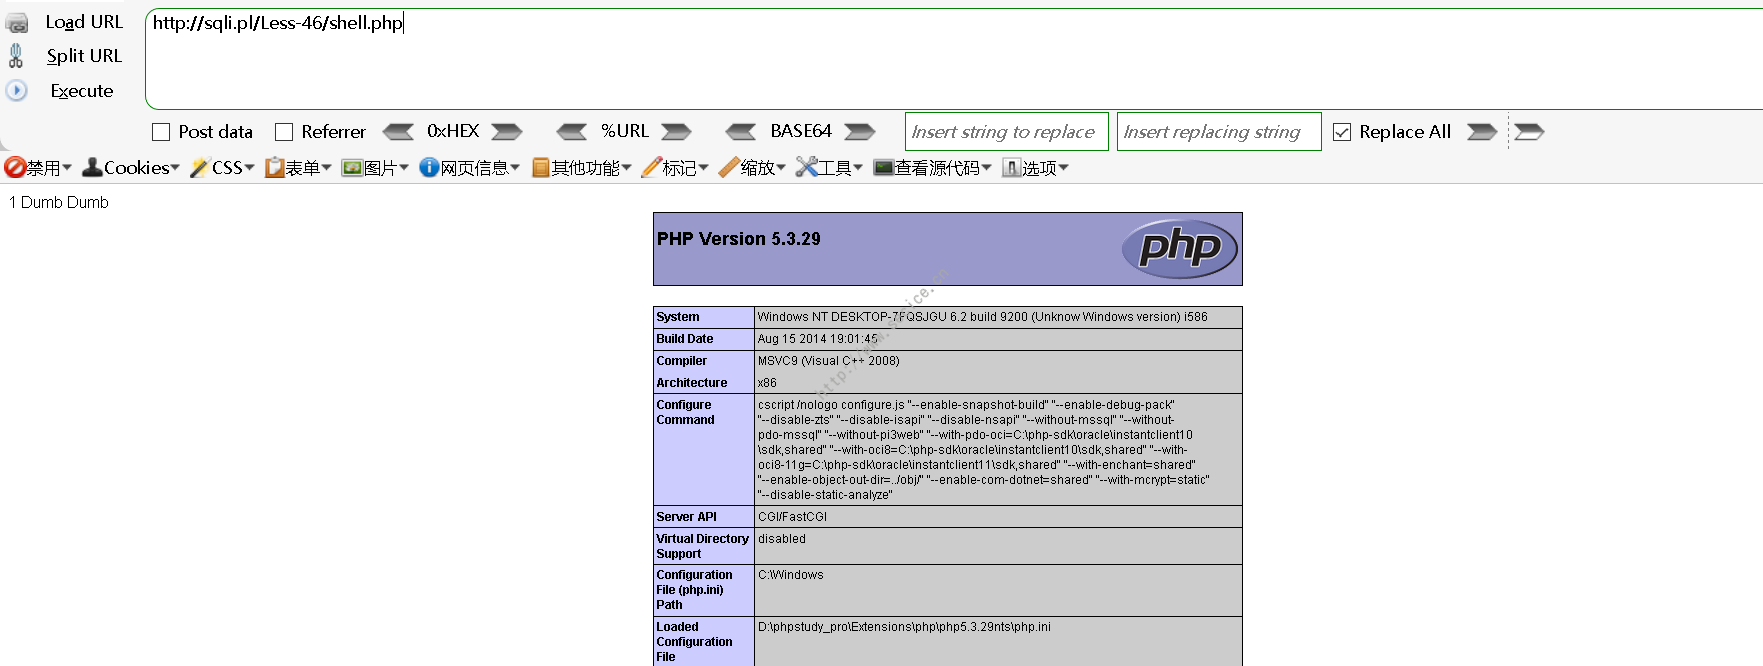 Load URL
http://sqli.pl/Less-46/shell.php
Split URL
Execute
Post data Referrer 0xHEX %URL BASE64 Insert string to replace Insert replacing string Replace All
禁用 Cookies CSS 表单 图片 网页信息 其他功能 标记 缩放 工具 查看源代码 选项
1 Dumb Dumb
PHP Version 5.3.29
php
System Windows NT DESKTOP-7FQSJGU 6.2 build 9200 (Unknow Windows version) i586
Build Date Aug 15 2014 19:01:45
Compiler MSVC9 (Visual C++ 2008)
Architecture x86
Configure cscript /nologo configure.js "--enable-snapshot-build" "--enable-debug-pack"
Command "--disable-zts" "--disable-isapi" "--disable-nsapi" "--without-mssql" "--without-
pdo-mssql" "--without-pi3web" "--with-pdo-oci=C:\php-sdk\oracle\instantclient10
\sdk,shared" "--with-oci8=C:\php-sdk\oracle\instantclient10\sdk,shared" "--with-
oci8-11g=C:\php-sdk\oracle\instantclient11\sdk,shared" "--with-enchant=shared"
"--enable-object-out-dir=../obj/" "--enable-com-dotnet=shared" "--with-mcrypt=static"
"--disable-static-analyze"
Server API CGI/FastCGI
Virtual Directory disabled
Support
Configuration C:\Windows
File (php.ini)
Path
Loaded D:\phpstudy_pro\Extensions\php\php5.3.29nts\php.ini
Configuration
File